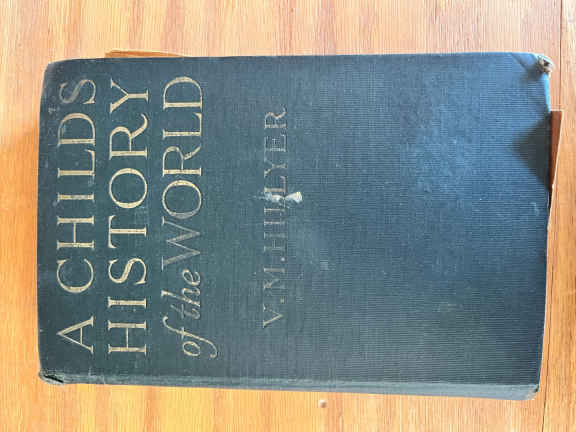 A CHILD'S
HISTORY
of the WORLD
V. M. HILLYER